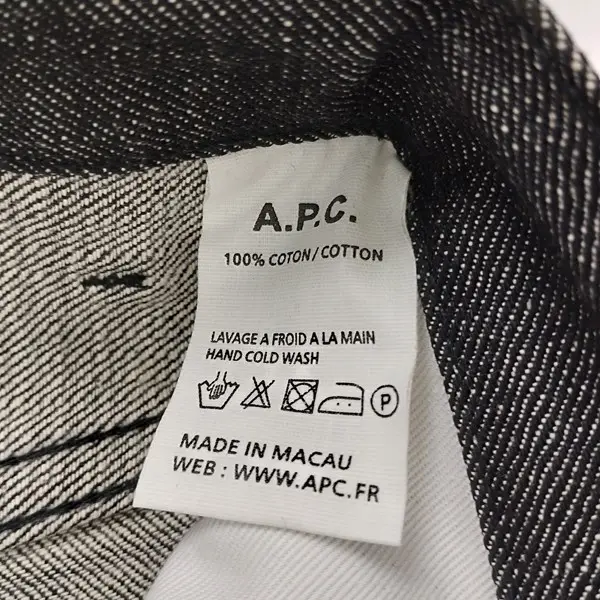 A.P.C.
100% COTON/COTTON
LAVAGE A FROID A LA MAIN
HAND COLD WASH
P
MADE IN MACAU
WEB : WWW.APC.FR